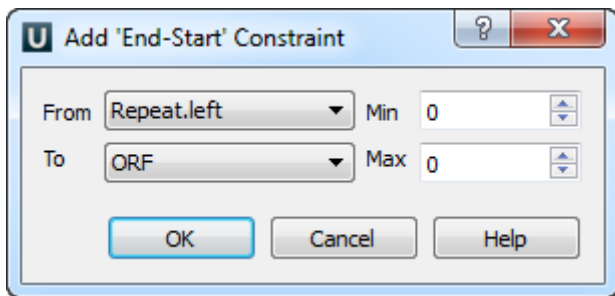 U Add 'End-Start' Constraint ? X
From Repeat.left Min 0
To ORF Max 0
OK Cancel Help